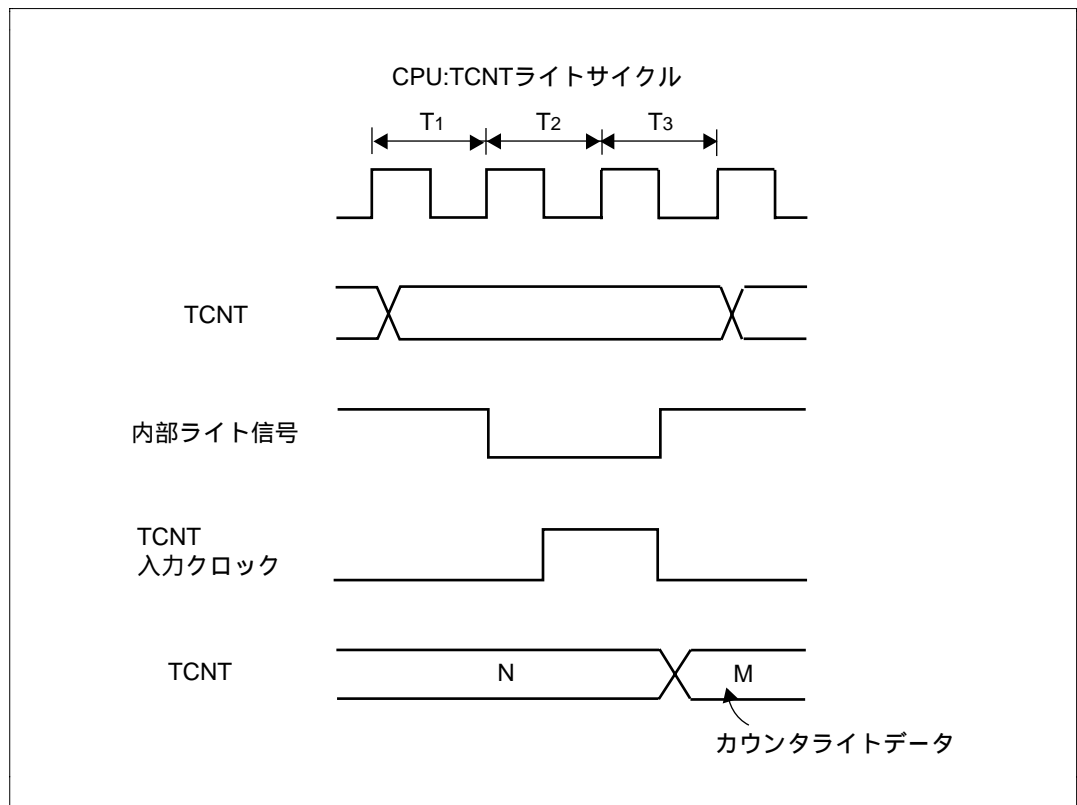 CPU:TCNTライトサイクル
T1 T2 T3
TCNT
内部ライト信号
TCNT
入力クロック
TCNT N M
カウンタライトデータ